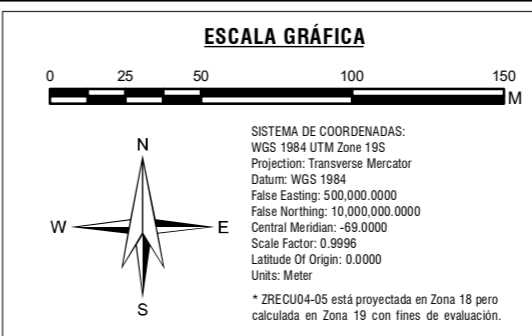 ESCALA GRÁFICA
0 25 50 100 150
M
N
W E
S
SISTEMA DE COORDENADAS:
WGS 1984 UTM Zone 19S
Projection: Transverse Mercator
Datum: WGS 1984
False Easting: 500,000.0000
False Northing: 10,000,000.0000
Central Meridian: -69.0000
Scale Factor: 0.9996
Latitude Of Origin: 0.0000
Units: Meter
* ZRECU04-05 está proyectada en Zona 18 pero
calculada en Zona 19 con fines de evaluación.